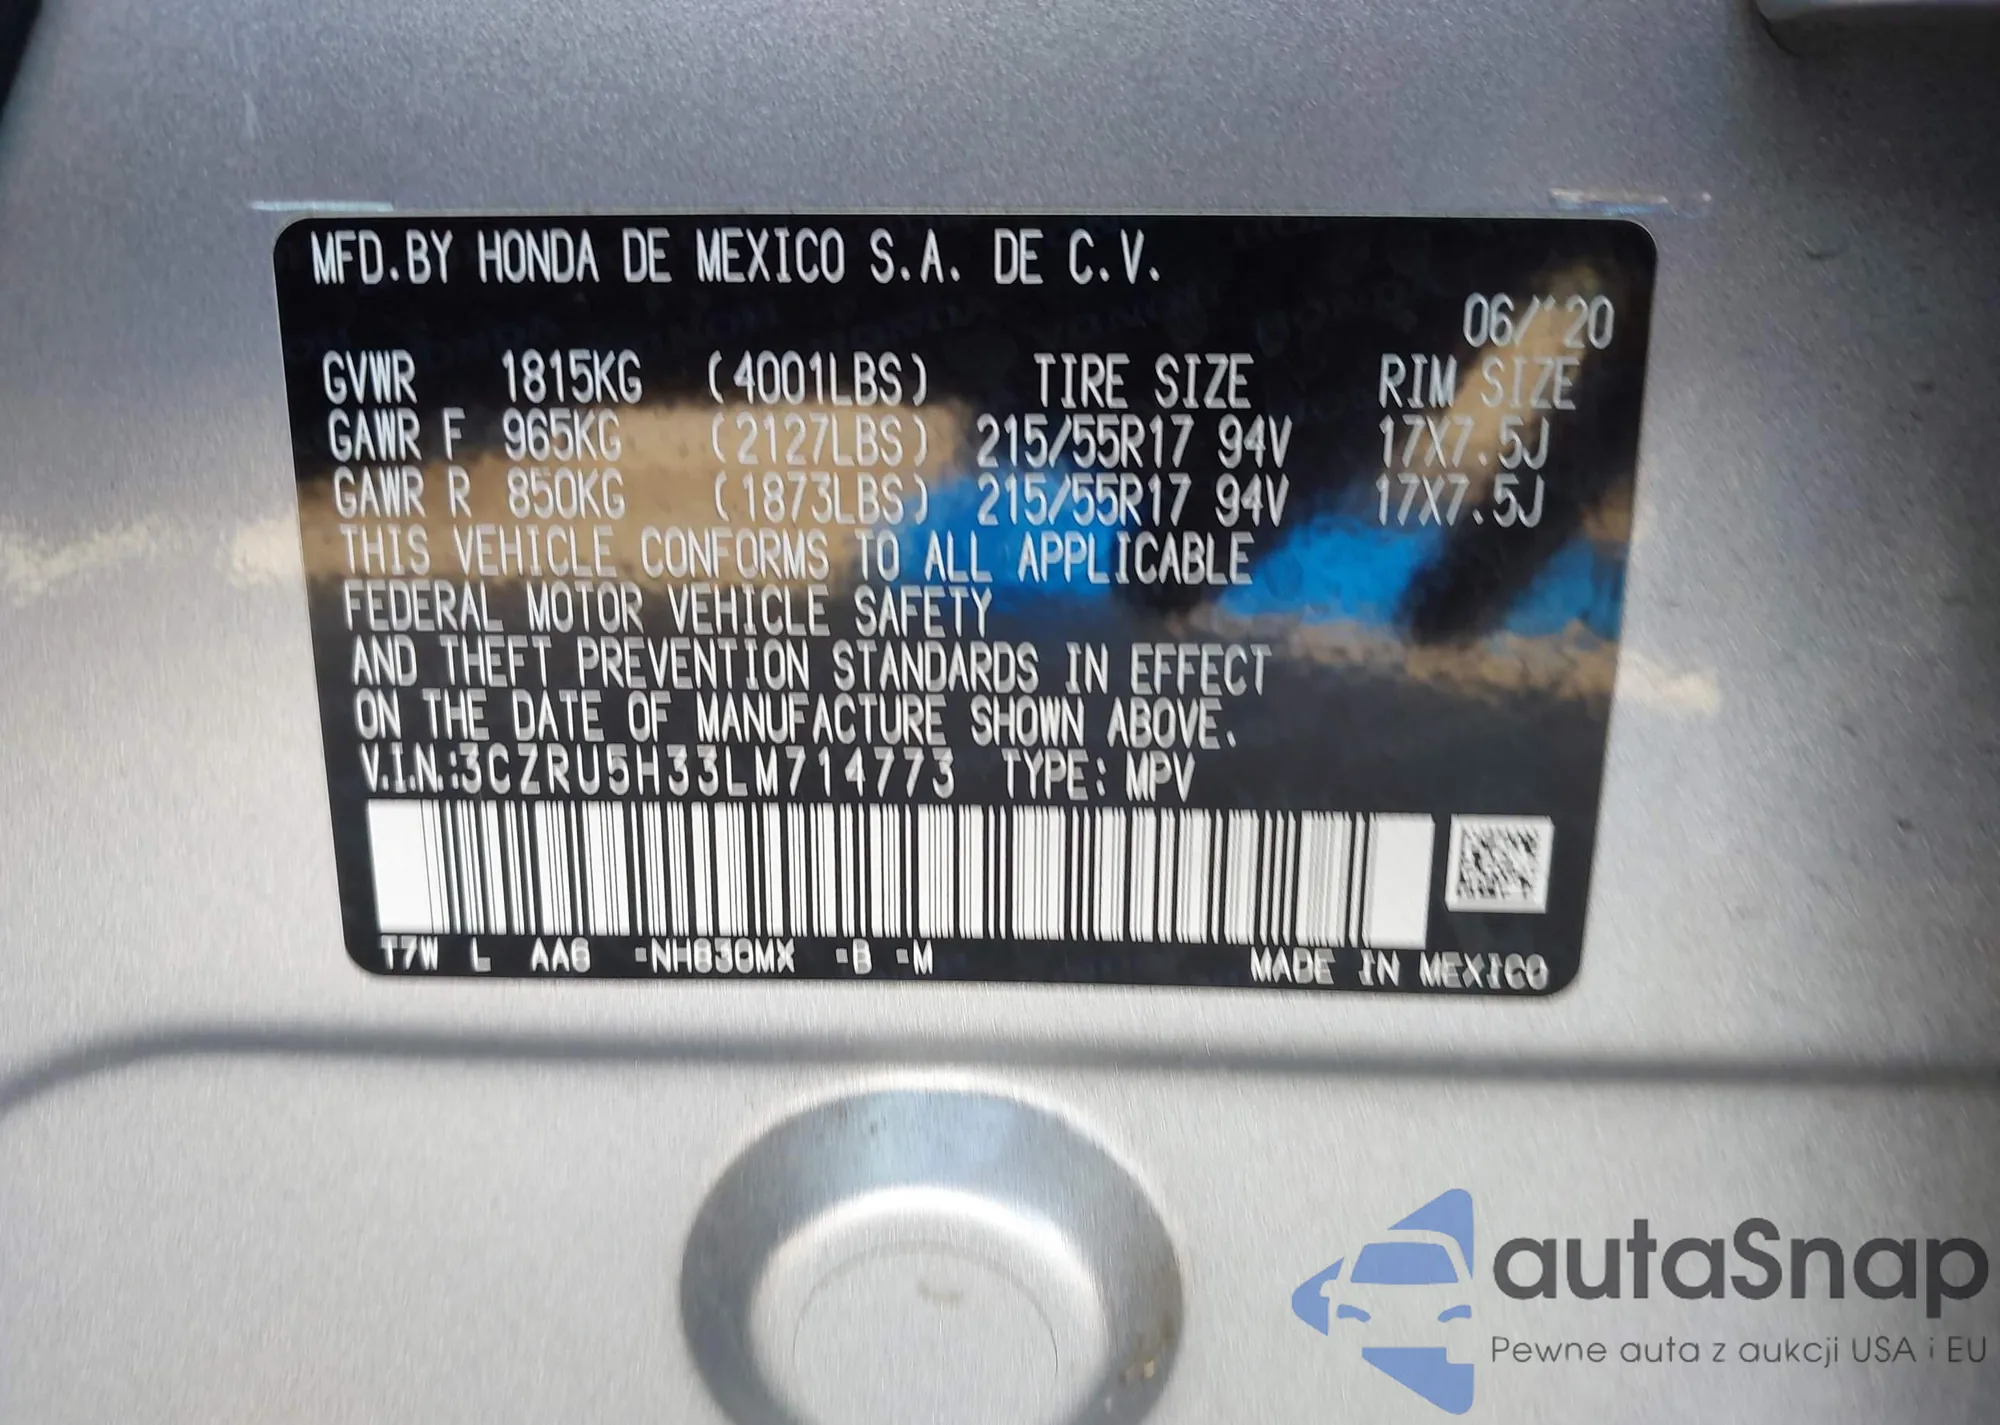 MFD.BY HONDA DE MEXICO S.A. DE C.V.
06/'20
GVWR 1815KG (4001LBS) TIRE SIZE RIM SIZE
GAWR F 965KG (2127LBS) 215/55R17 94V 17X7.5J
GAWR R 850KG (1873LBS) 215/55R17 94V 17X7.5J
THIS VEHICLE CONFORMS TO ALL APPLICABLE
FEDERAL MOTOR VEHICLE SAFETY
AND THEFT PREVENTION STANDARDS IN EFFECT
ON THE DATE OF MANUFACTURE SHOWN ABOVE.
V.I.N.:3CZRU5H33LM714773 TYPE: MPV
T7W L AA6 -NH830MX -B -M MADE IN MEXICO
autaSnap
Pewne auta z aukcji USA i EU